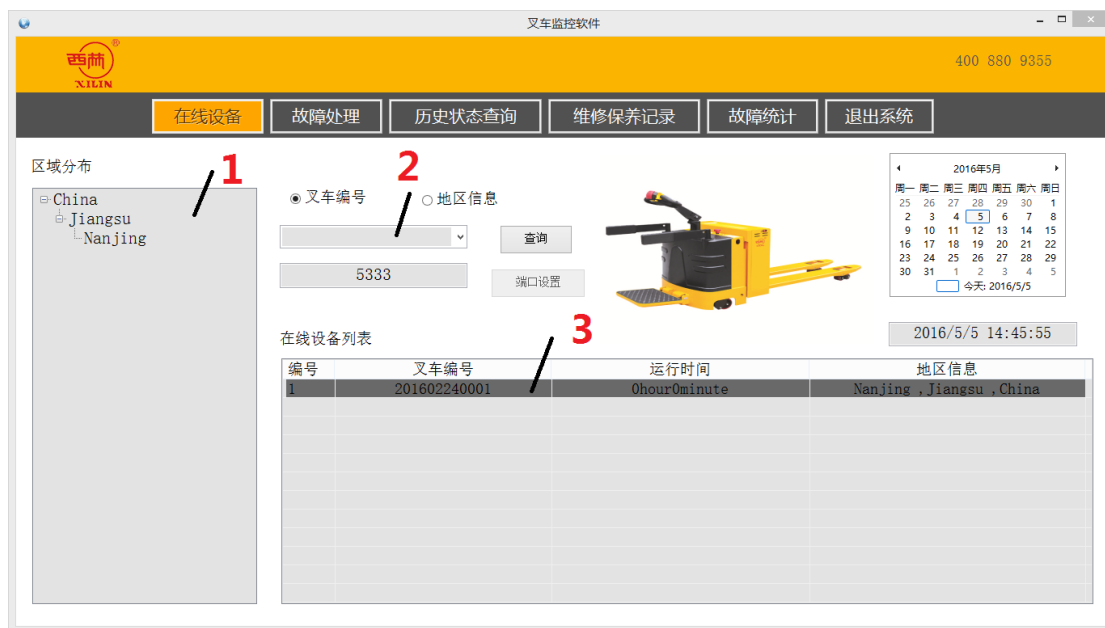 叉车监控软件
西林®
XILIN
400 880 9355
在线设备 故障处理 历史状态查询 维修保养记录 故障统计 退出系统
区域分布
1
China
Jiangsu
Nanjing
2
叉车编号 地区信息
查询
5333 端口设置
2016年5月
周一 周二 周三 周四 周五 周六 周日
25 26 27 28 29 30 1
2 3 4 5 6 7 8
9 10 11 12 13 14 15
16 17 18 19 20 21 22
23 24 25 26 27 28 29
30 31 1 2 3 4 5
今天: 2016/5/5
2016/5/5 14:45:55
在线设备列表
3
编号 叉车编号 运行时间 地区信息
1 201602240001 0hour0minute Nanjing ,Jiangsu ,China